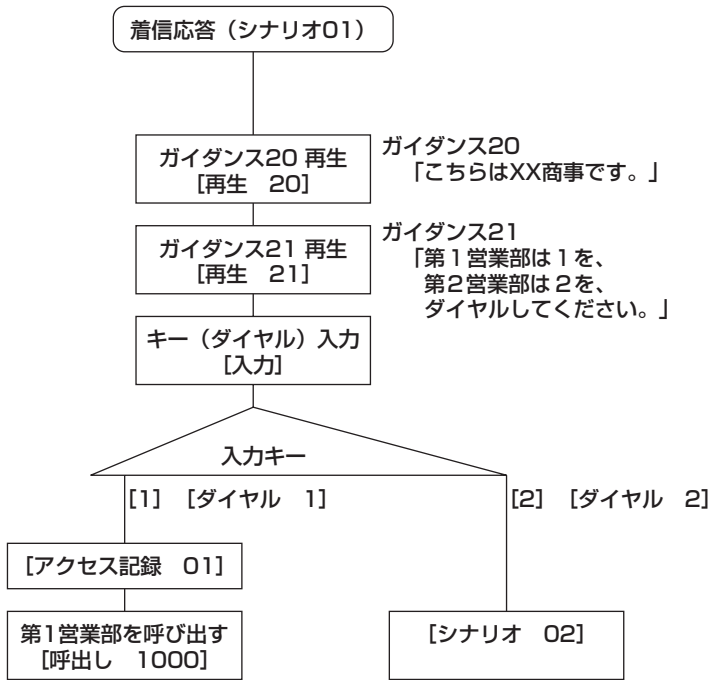 着信応答（シナリオ01）
ガイダンス20 再生
[再生　20]
ガイダンス20
「こちらはXX商事です。」
ガイダンス21 再生
[再生　21]
ガイダンス21
「第1営業部は1を、
第2営業部は2を、
ダイヤルしてください。」
キー（ダイヤル）入力
[入力]
入力キー
[1]　[ダイヤル　1]
[2]　[ダイヤル　2]
[アクセス記録　01]
第1営業部を呼び出す
[呼出し　1000]
[シナリオ　02]